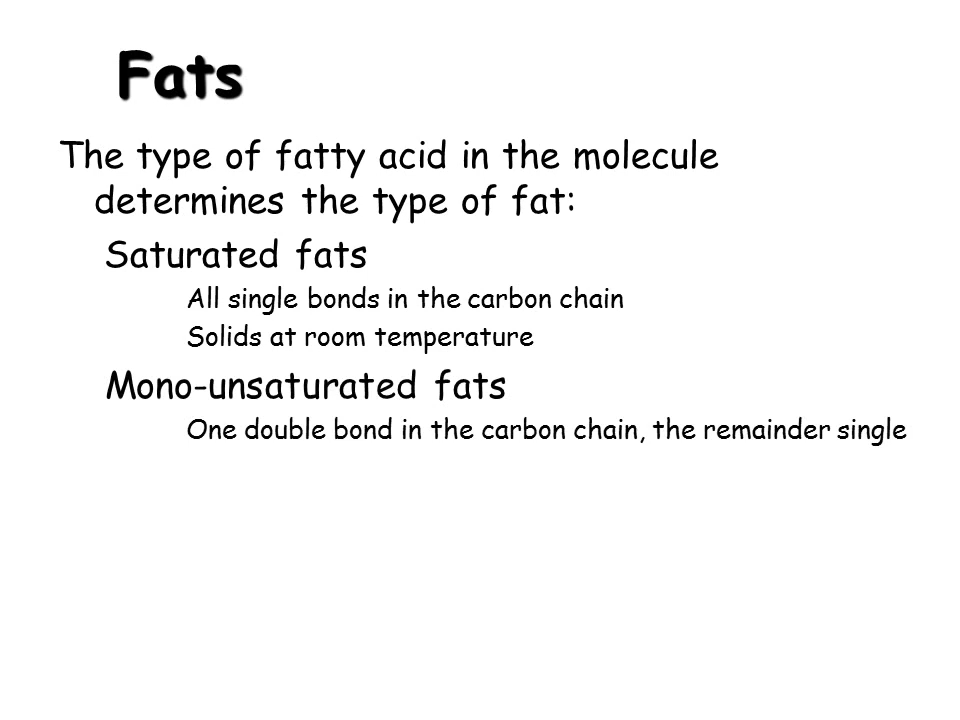 Fats
The type of fatty acid in the molecule
determines the type of fat:
Saturated fats
All single bonds in the carbon chain
Solids at room temperature
Mono-unsaturated fats
One double bond in the carbon chain, the remainder single